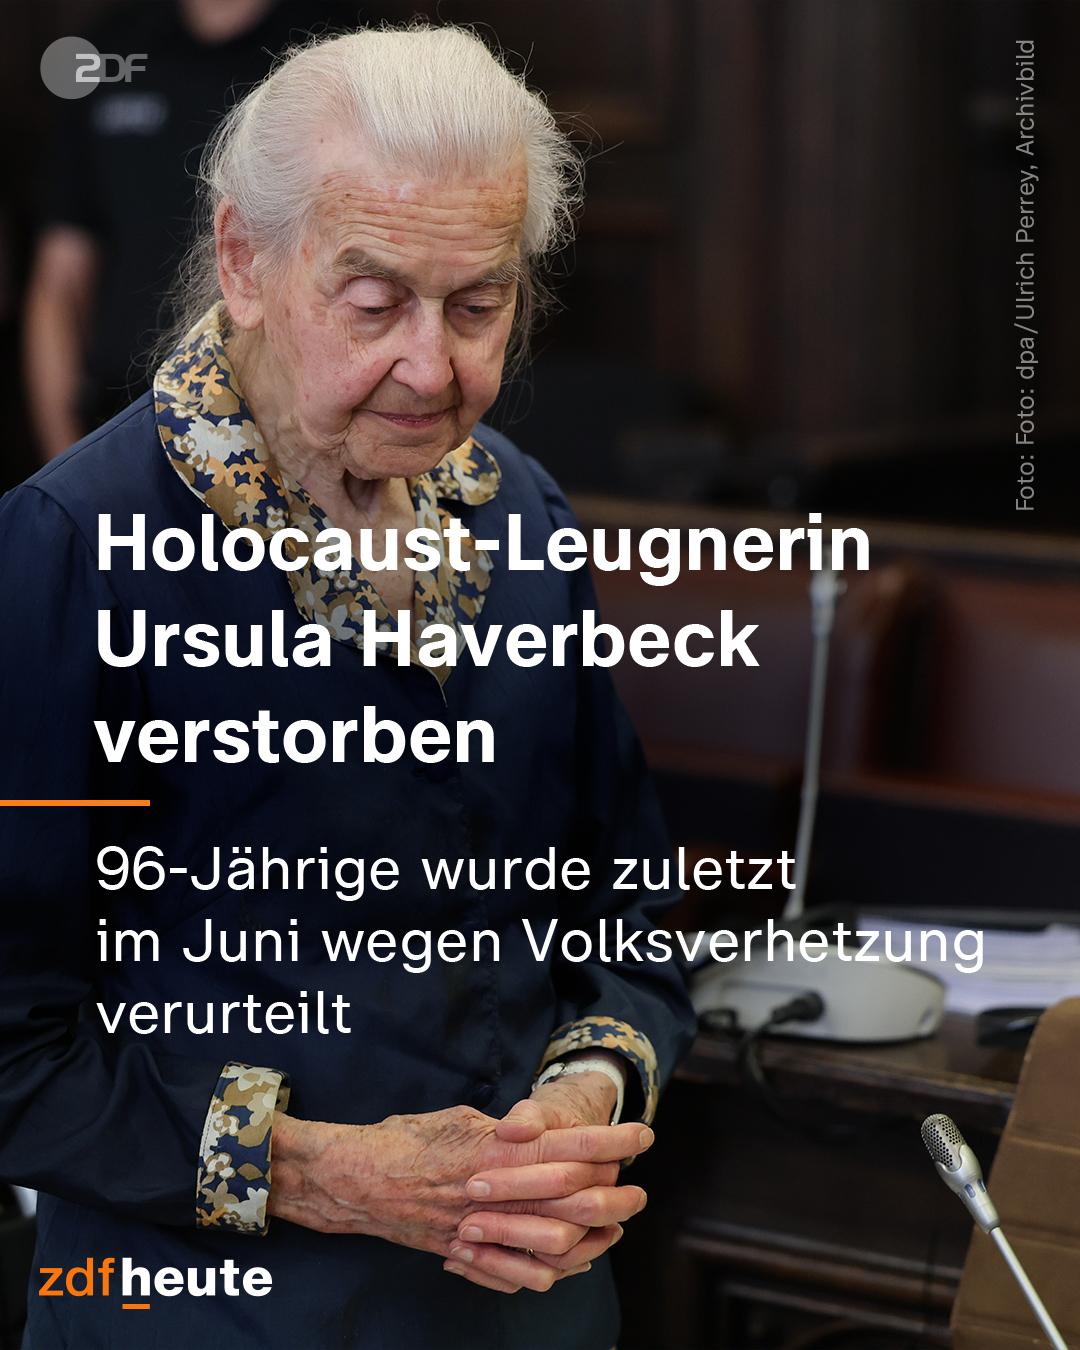 ZDF
Foto: Foto: dpa/Ulrich Perrey, Archivbild
Holocaust-Leugnerin
Ursula Haverbeck
verstorben
96-Jährige wurde zuletzt
im Juni wegen Volksverhetzung
verurteilt
zdfheute